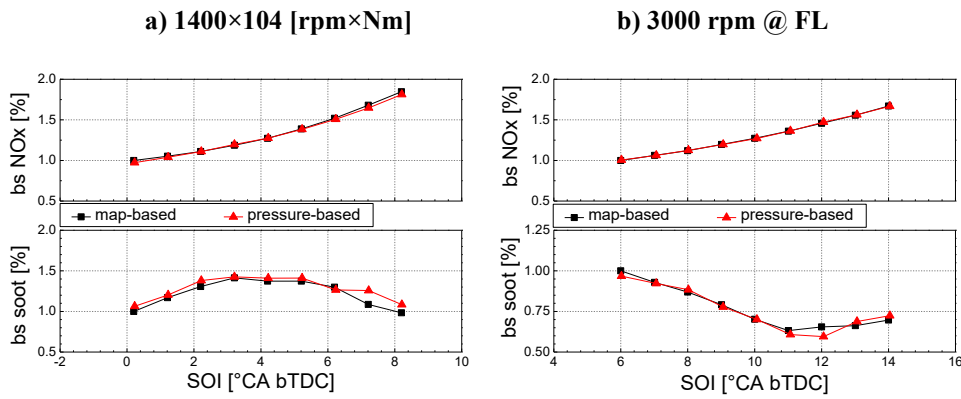 a) 1400×104 [rpm×Nm]
b) 3000 rpm @ FL
bs NOx [%]
2.0
1.5
1.0
0.5
map-based
pressure-based
bs soot [%]
2.0
1.5
1.0
0.5
-2 0 2 4 6 8 10
SOI [°CA bTDC]
bs NOx [%]
2.0
1.5
1.0
0.5
map-based
pressure-based
bs soot [%]
1.25
1.00
0.75
0.50
4 6 8 10 12 14 16
SOI [°CA bTDC]